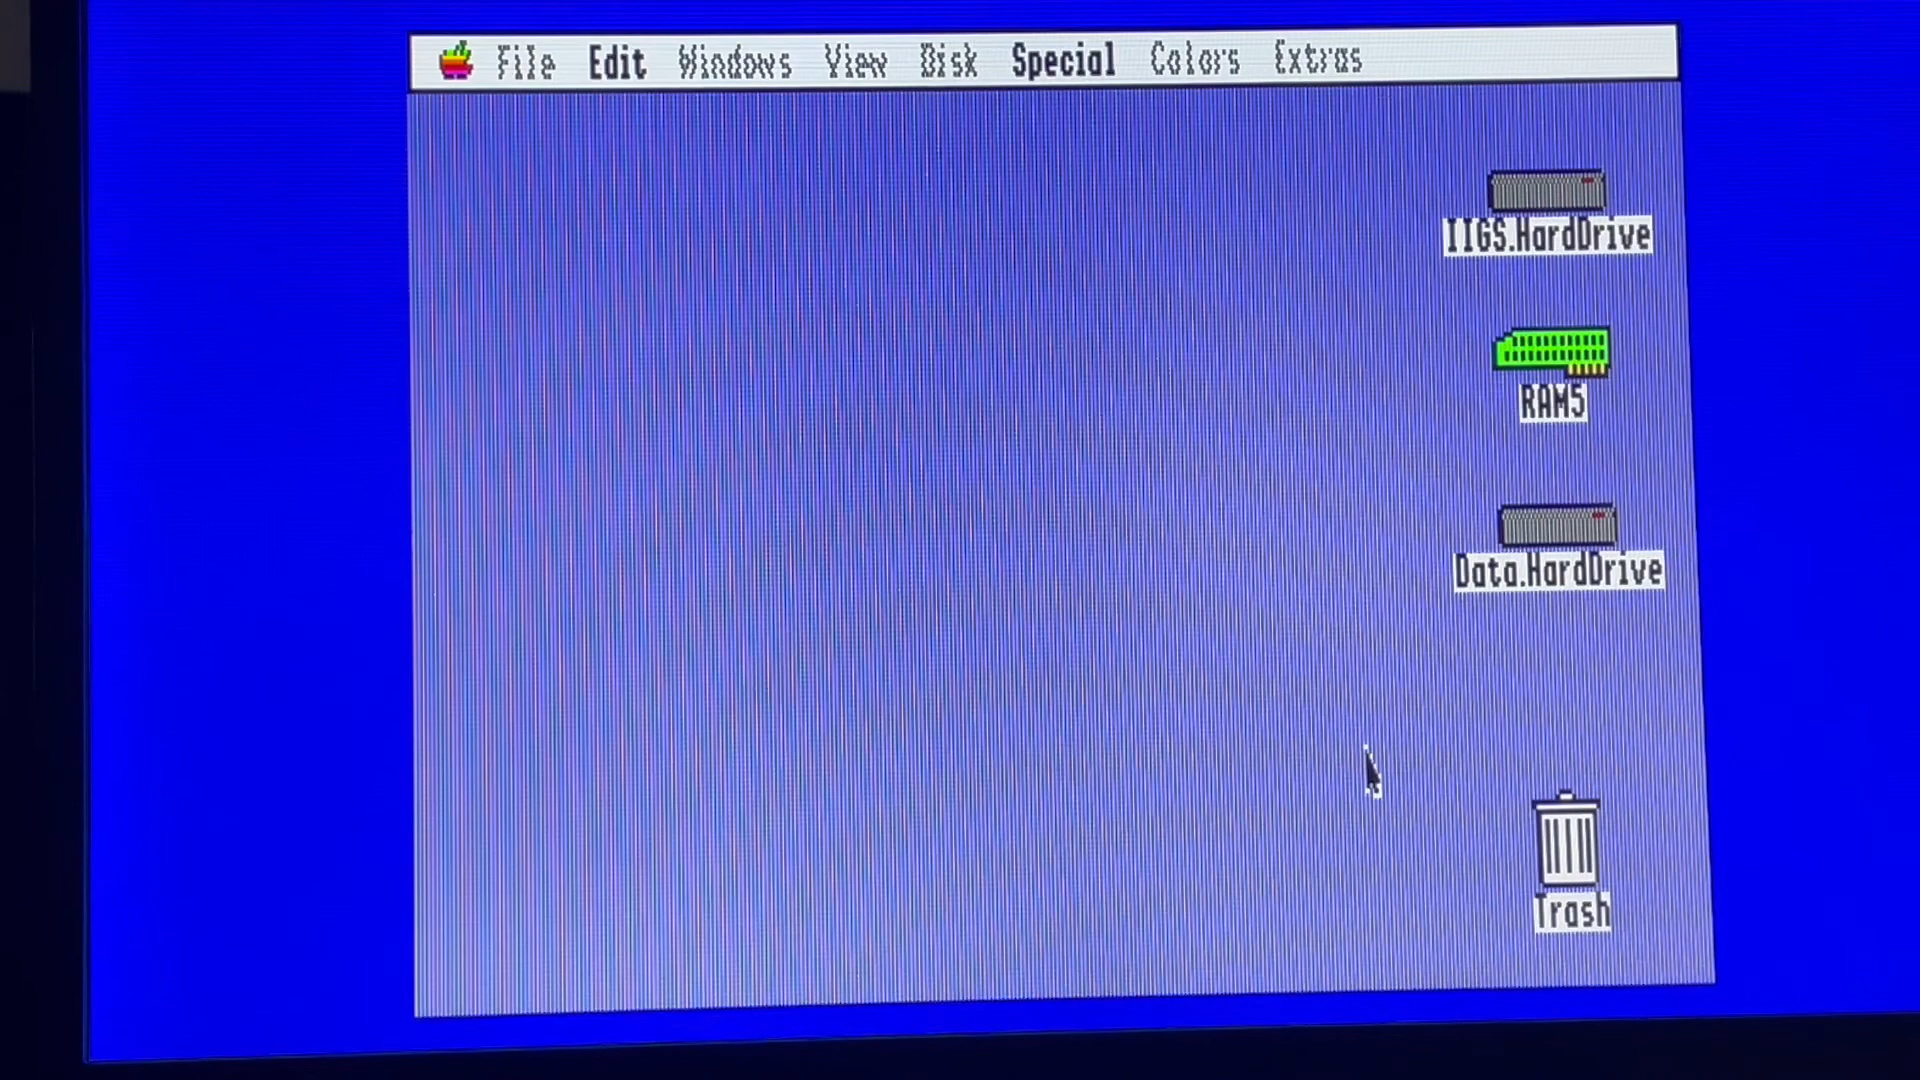 File Edit Windows View Disk Special Colors Extras
IIGS.HardDrive
RAM5
Data.HardDrive
Trash